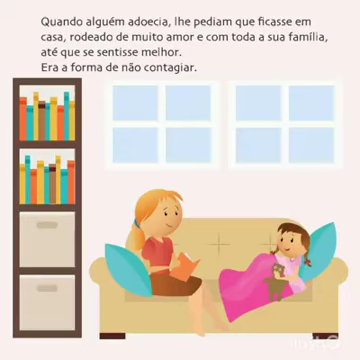 Quando alguém adoecia, lhe pediam que ficasse em
casa, rodeado de muito amor e com toda a sua família,
até que se sentisse melhor.
Era a forma de não contagiar.